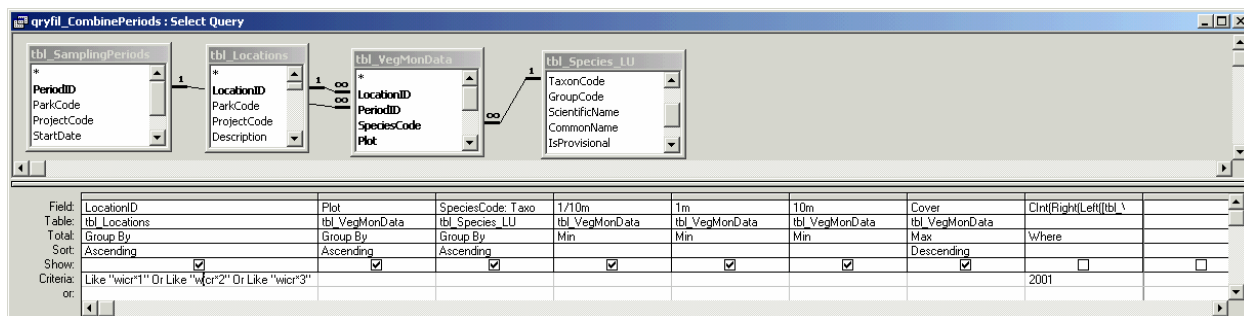 qryfil_CombinePeriods : Select Query
tbl_SamplingPeriods
*
PeriodID
ParkCode
ProjectCode
StartDate
1
tbl_Locations
*
LocationID
ParkCode
ProjectCode
Description
1 ∞
∞
tbl_VegMonData
*
LocationID
PeriodID
SpeciesCode
Plot
∞
1
tbl_Species_LU
TaxonCode
GroupCode
ScientificName
CommonName
IsProvisional
Field: LocationID Plot SpeciesCode: Taxo 1/10m 1m 10m Cover CInt(Right(Left([tbl_\
Table: tbl_Locations tbl_VegMonData tbl_Species_LU tbl_VegMonData tbl_VegMonData tbl_VegMonData tbl_VegMonData
Total: Group By Group By Group By Min Min Min Max Where
Sort: Ascending Ascending Ascending Descending
Show:
Criteria: Like "wicr*1" Or Like "wicr*2" Or Like "wicr*3" 2001
or: